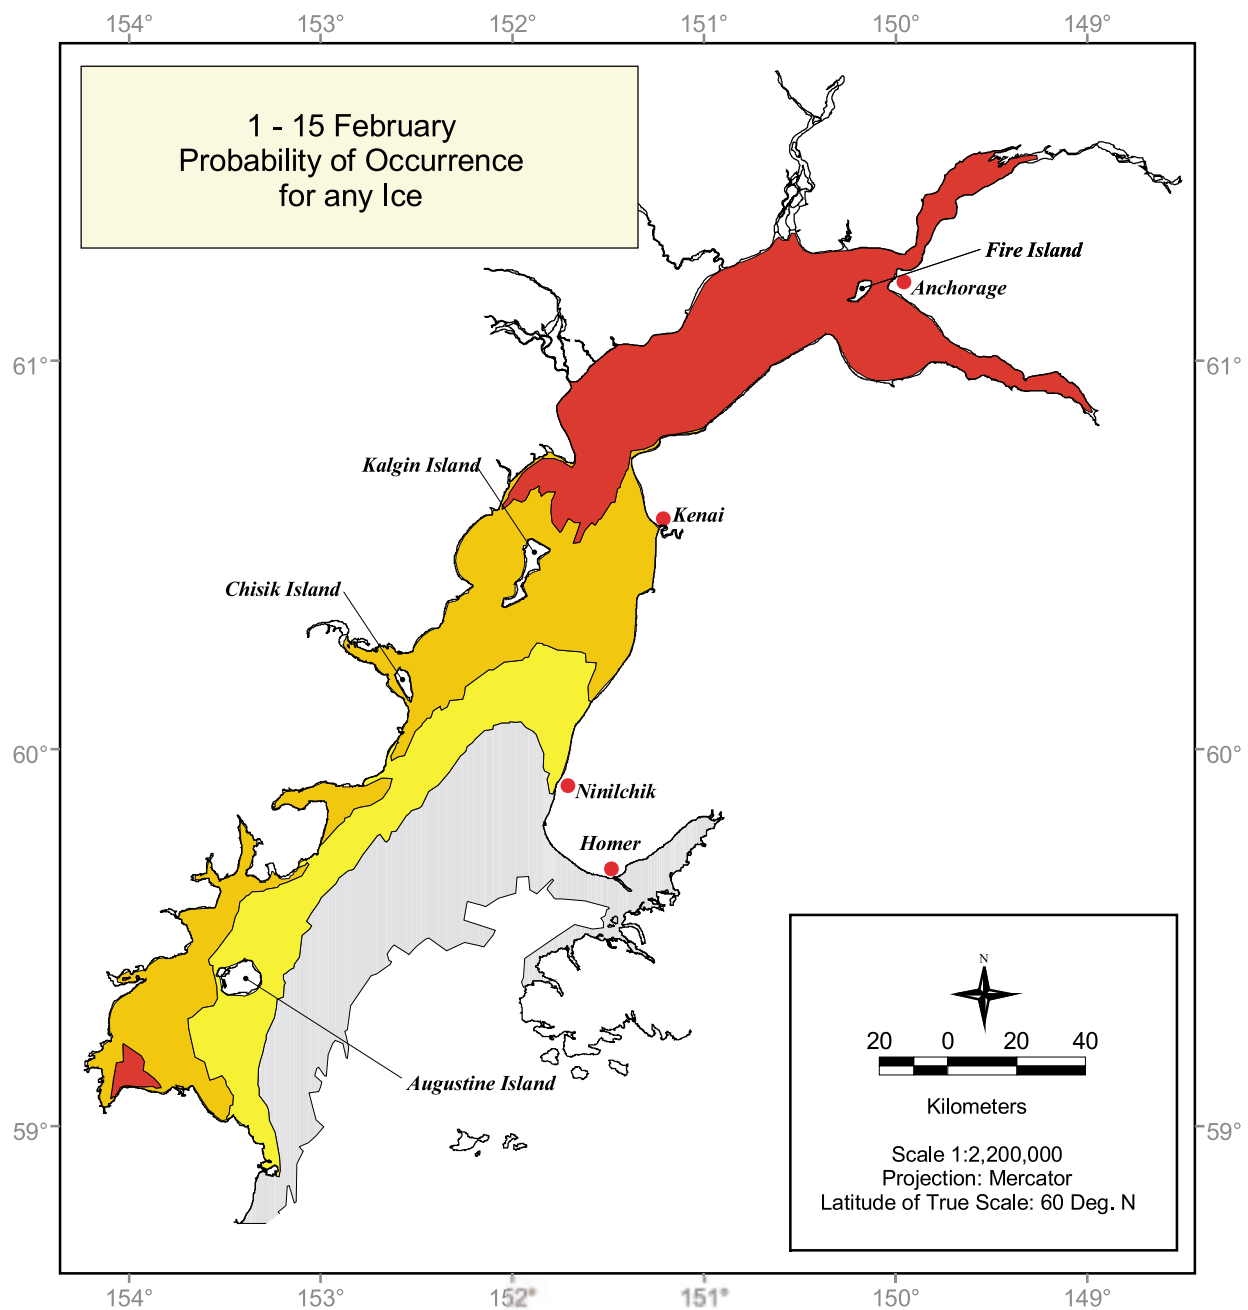 154° 153° 152° 151° 150° 149°
1 - 15 February
Probability of Occurrence
for any Ice
Fire Island
Anchorage
61° 61°
Kalgin Island
Kenai
Chisik Island
60° 60°
Ninilchik
Homer
N
20 0 20 40
Augustine Island
Kilometers
59° 59°
Scale 1:2,200,000
Projection: Mercator
Latitude of True Scale: 60 Deg. N
154° 153° 152° 151° 150° 149°